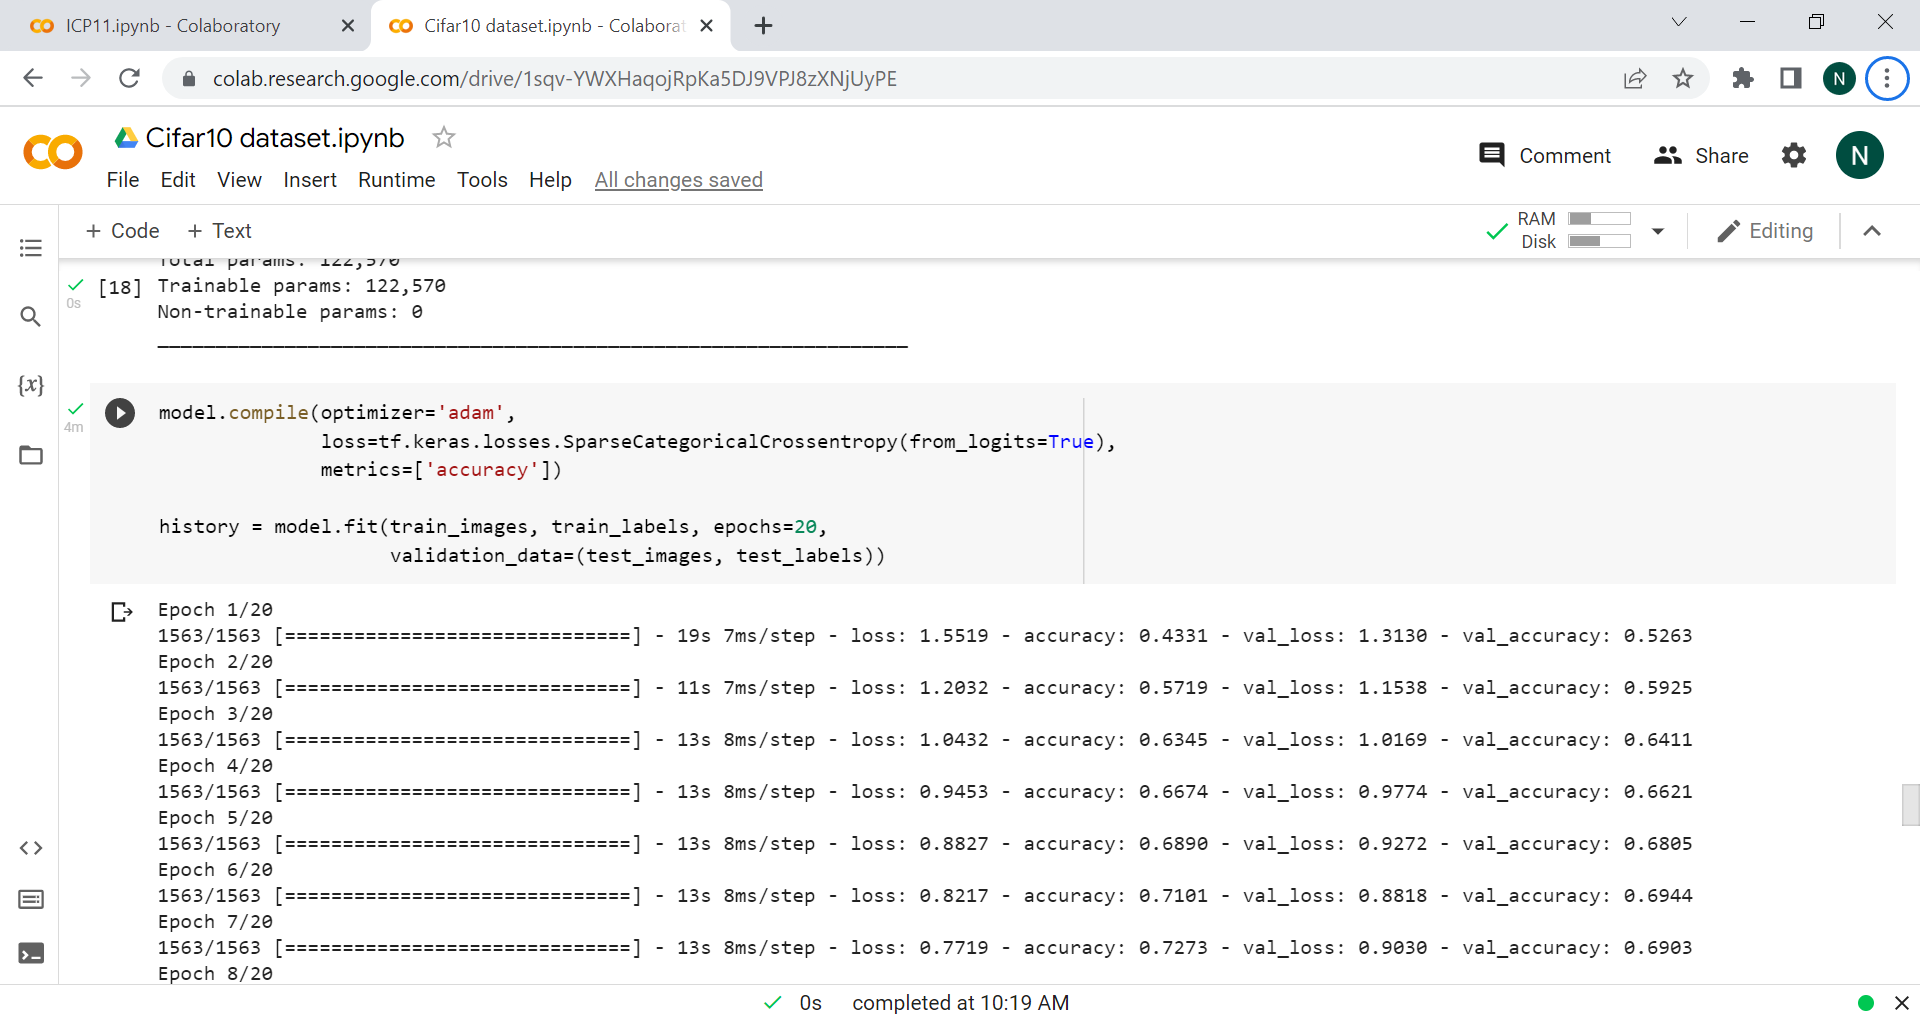 ICP11.ipynb - Colaboratory
Cifar10 dataset.ipynb - Colaborat
colab.research.google.com/drive/1sqv-YWXHaqojRpKa5DJ9VPJ8zXNjUyPE
N
Cifar10 dataset.ipynb
Comment
Share
N
File Edit View Insert Runtime Tools Help All changes saved
+ Code + Text
RAM
Disk
Editing
Total params: 122,570
[18] Trainable params: 122,570
0s
Non-trainable params: 0
{x}
4m
model.compile(optimizer='adam',
loss=tf.keras.losses.SparseCategoricalCrossentropy(from_logits=True),
metrics=['accuracy'])
history = model.fit(train_images, train_labels, epochs=20,
validation_data=(test_images, test_labels))
Epoch 1/20
1563/1563 [==============================] - 19s 7ms/step - loss: 1.5519 - accuracy: 0.4331 - val_loss: 1.3130 - val_accuracy: 0.5263
Epoch 2/20
1563/1563 [==============================] - 11s 7ms/step - loss: 1.2032 - accuracy: 0.5719 - val_loss: 1.1538 - val_accuracy: 0.5925
Epoch 3/20
1563/1563 [==============================] - 13s 8ms/step - loss: 1.0432 - accuracy: 0.6345 - val_loss: 1.0169 - val_accuracy: 0.6411
Epoch 4/20
1563/1563 [==============================] - 13s 8ms/step - loss: 0.9453 - accuracy: 0.6674 - val_loss: 0.9774 - val_accuracy: 0.6621
Epoch 5/20
1563/1563 [==============================] - 13s 8ms/step - loss: 0.8827 - accuracy: 0.6890 - val_loss: 0.9272 - val_accuracy: 0.6805
Epoch 6/20
1563/1563 [==============================] - 13s 8ms/step - loss: 0.8217 - accuracy: 0.7101 - val_loss: 0.8818 - val_accuracy: 0.6944
Epoch 7/20
1563/1563 [==============================] - 13s 8ms/step - loss: 0.7719 - accuracy: 0.7273 - val_loss: 0.9030 - val_accuracy: 0.6903
Epoch 8/20
0s completed at 10:19 AM